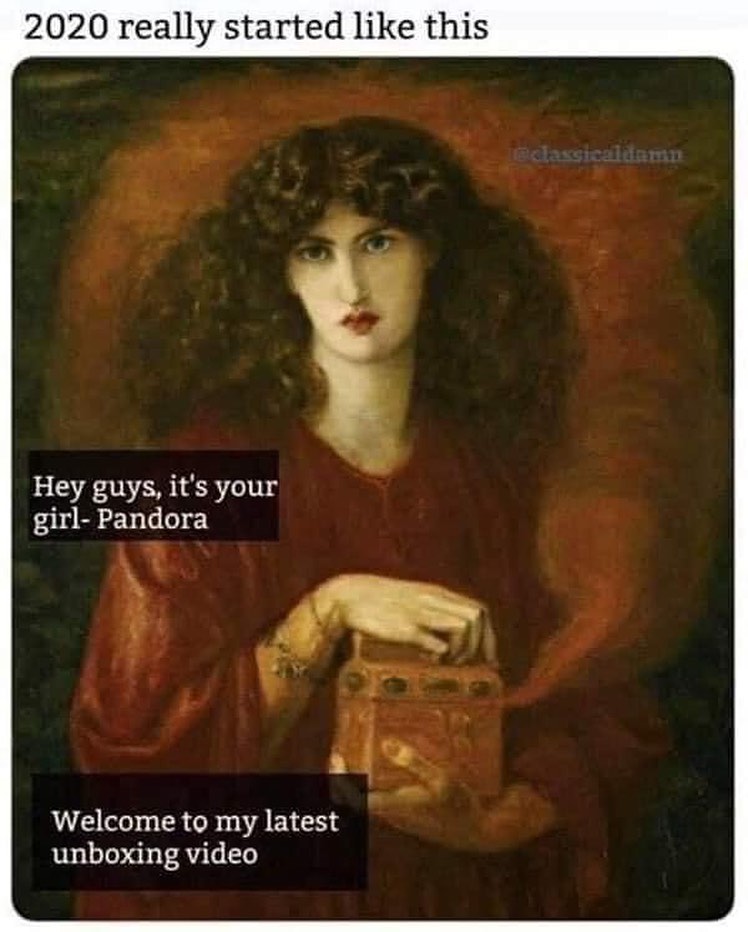 2020 really started like this
@classicaldamn
Hey guys, it's your
girl- Pandora
Welcome to my latest
unboxing video